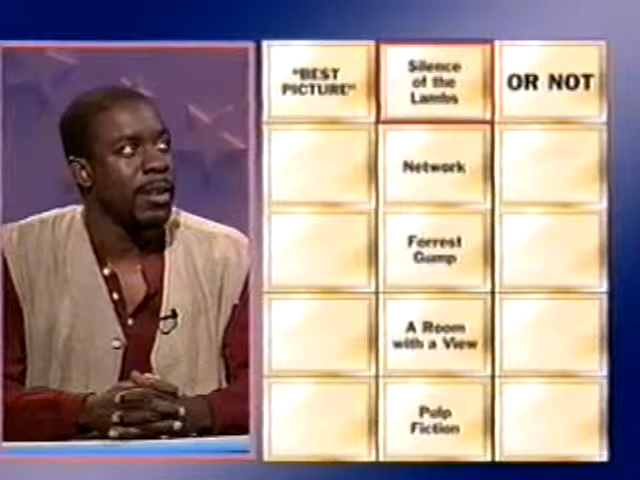 "BEST
PICTURE"
Silence
of the
Lambs
OR NOT
Network
Forrest
Gump
A Room
with a View
Pulp
Fiction